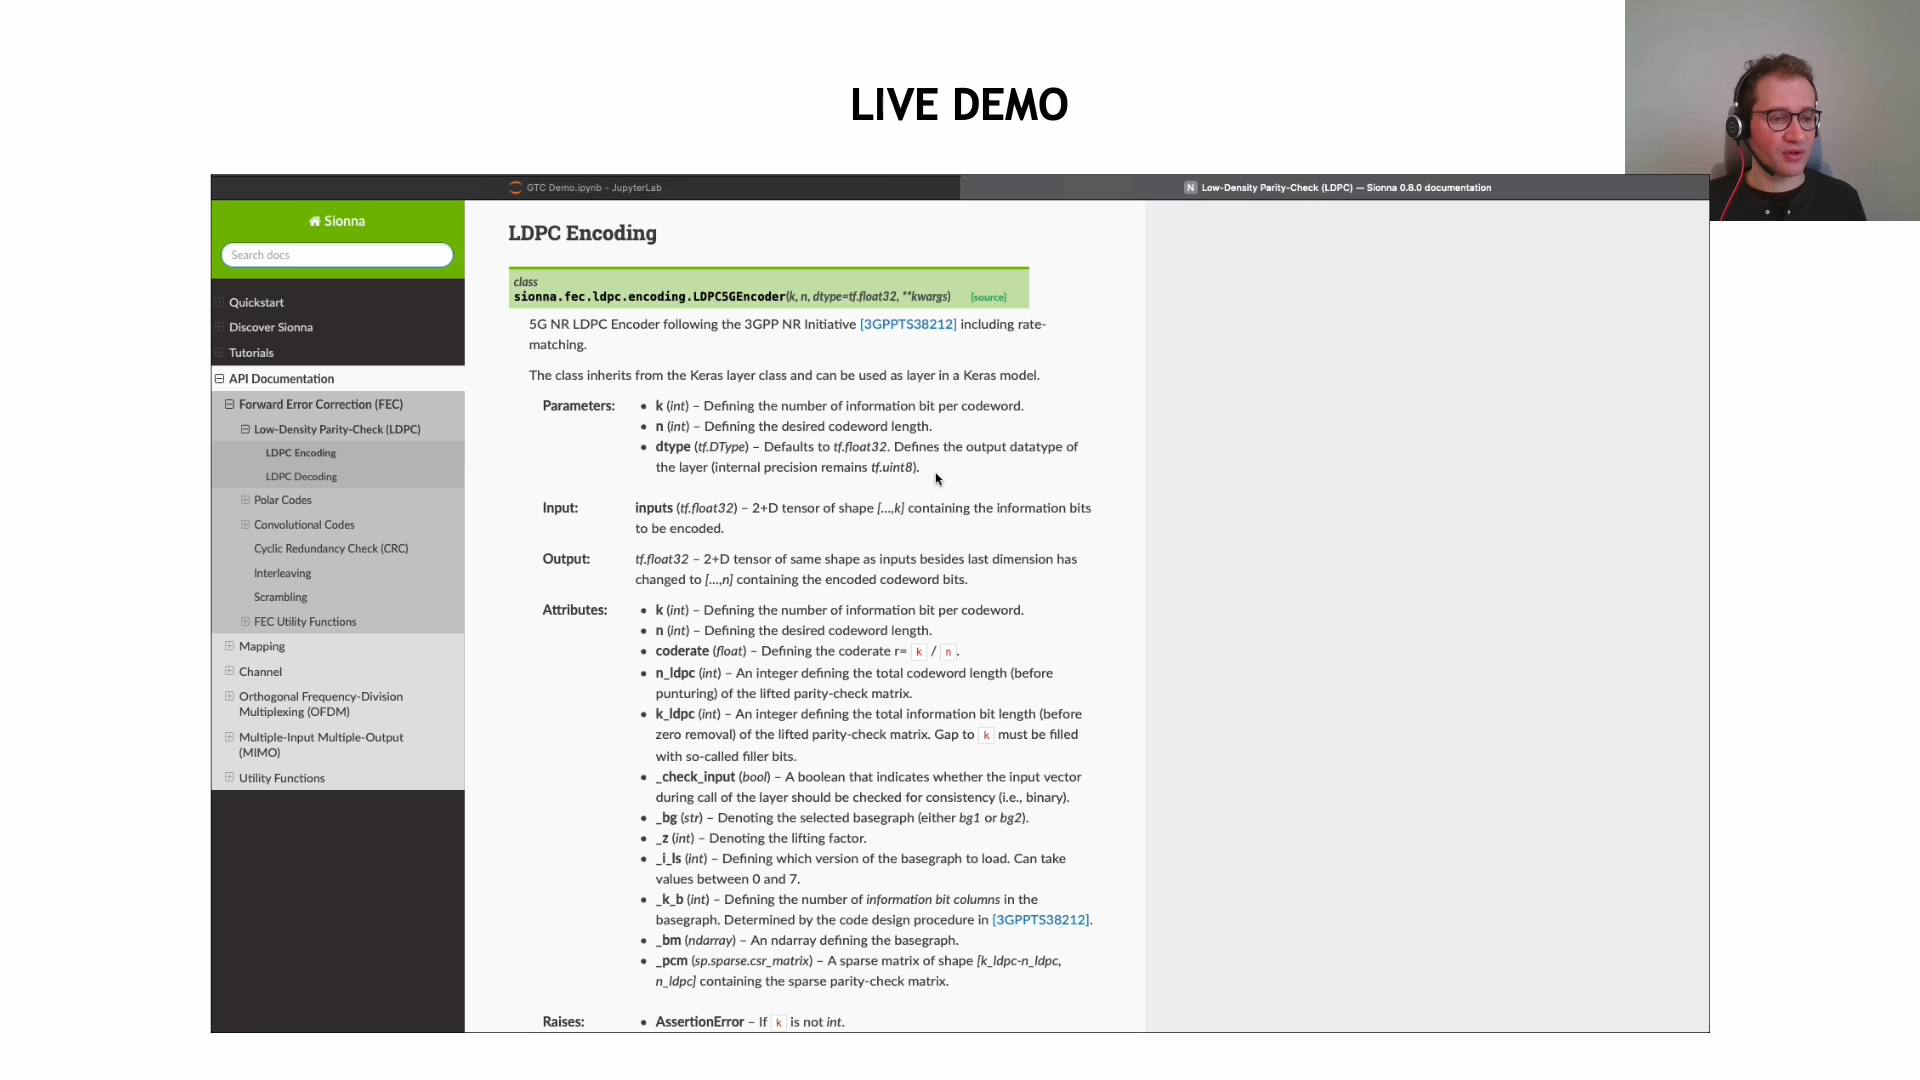 LIVE DEMO
GTC Demo.ipynb - JupyterLab
N Low-Density Parity-Check (LDPC) — Sionna 0.8.0 documentation
Sionna
Search docs
Quickstart
Discover Sionna
Tutorials
API Documentation
Forward Error Correction (FEC)
Low-Density Parity-Check (LDPC)
LDPC Encoding
LDPC Decoding
Polar Codes
Convolutional Codes
Cyclic Redundancy Check (CRC)
Interleaving
Scrambling
FEC Utility Functions
Mapping
Channel
Orthogonal Frequency-Division
Multiplexing (OFDM)
Multiple-Input Multiple-Output
(MIMO)
Utility Functions
LDPC Encoding
class
sionna.fec.ldpc.encoding.LDPC5GEncoder(k, n, dtype=tf.float32, **kwargs) [source]
5G NR LDPC Encoder following the 3GPP NR Initiative [3GPPTS38212] including rate-
matching.
The class inherits from the Keras layer class and can be used as layer in a Keras model.
Parameters: • k (int) – Defining the number of information bit per codeword.
• n (int) – Defining the desired codeword length.
• dtype (tf.DType) – Defaults to tf.float32. Defines the output datatype of
the layer (internal precision remains tf.uint8).
Input: inputs (tf.float32) – 2+D tensor of shape [...,k] containing the information bits
to be encoded.
Output: tf.float32 – 2+D tensor of same shape as inputs besides last dimension has
changed to [...,n] containing the encoded codeword bits.
Attributes: • k (int) – Defining the number of information bit per codeword.
• n (int) – Defining the desired codeword length.
• coderate (float) – Defining the coderate r= k / n.
• n_ldpc (int) – An integer defining the total codeword length (before
punturing) of the lifted parity-check matrix.
• k_ldpc (int) – An integer defining the total information bit length (before
zero removal) of the lifted parity-check matrix. Gap to k must be filled
with so-called filler bits.
• _check_input (bool) – A boolean that indicates whether the input vector
during call of the layer should be checked for consistency (i.e., binary).
• _bg (str) – Denoting the selected basegraph (either bg1 or bg2).
• _z (int) – Denoting the lifting factor.
• _i_ls (int) – Defining which version of the basegraph to load. Can take
values between 0 and 7.
• _k_b (int) – Defining the number of information bit columns in the
basegraph. Determined by the code design procedure in [3GPPTS38212].
• _bm (ndarray) – An ndarray defining the basegraph.
• _pcm (sp.sparse.csr_matrix) – A sparse matrix of shape [k_ldpc-n_ldpc,
n_ldpc] containing the sparse parity-check matrix.
Raises: • AssertionError – If k is not int.